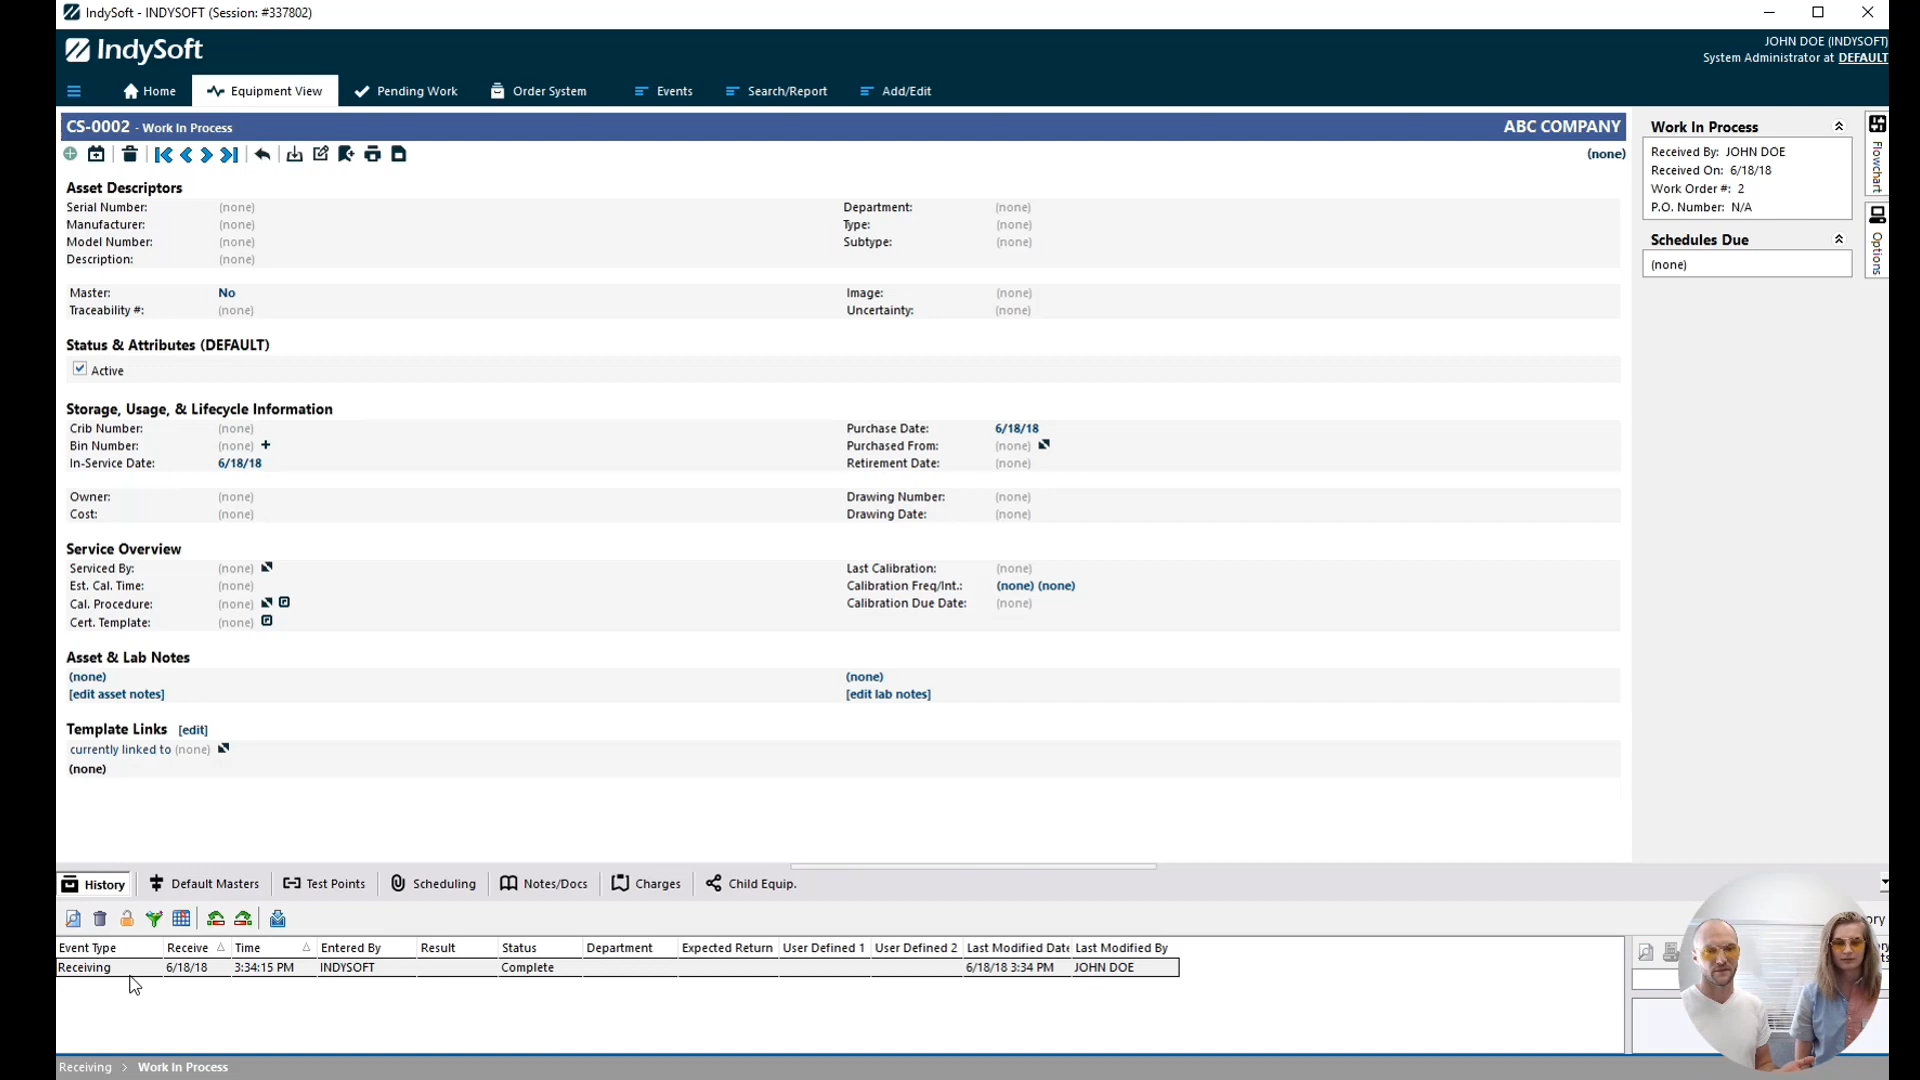 IndySoft - INDYSOFT (Session: #337802)
IndySoft
JOHN DOE (INDYSOFT)
System Administrator at DEFAULT
Home
Equipment View
Pending Work
Order System
Events
Search/Report
Add/Edit
CS-0002 - Work In Process
ABC COMPANY
(none)
Asset Descriptors
Serial Number: (none) Department: (none)
Manufacturer: (none) Type: (none)
Model Number: (none) Subtype: (none)
Description: (none)
Master: No Image: (none)
Traceability #: (none) Uncertainty: (none)
Status & Attributes (DEFAULT)
Active
Storage, Usage, & Lifecycle Information
Crib Number: (none) Purchase Date: 6/18/18
Bin Number: (none) + Purchased From: (none)
In-Service Date: 6/18/18 Retirement Date: (none)
Owner: (none) Drawing Number: (none)
Cost: (none) Drawing Date: (none)
Service Overview
Serviced By: (none) Last Calibration: (none)
Est. Cal. Time: (none) Calibration Freq/Int.: (none) (none)
Cal. Procedure: (none) Calibration Due Date: (none)
Cert. Template: (none)
Asset & Lab Notes
(none) (none)
[edit asset notes] [edit lab notes]
Template Links [edit]
currently linked to (none)
(none)
Work In Process
Received By: JOHN DOE
Received On: 6/18/18
Work Order #: 2
P.O. Number: N/A
Schedules Due
(none)
Flowchart
Options
History
Default Masters
Test Points
Scheduling
Notes/Docs
Charges
Child Equip.
Event Type Receive Time Entered By Result Status Department Expected Return User Defined 1 User Defined 2 Last Modified Date Last Modified By
Receiving 6/18/18 3:34:15 PM INDYSOFT Complete 6/18/18 3:34 PM JOHN DOE
Receiving > Work In Process